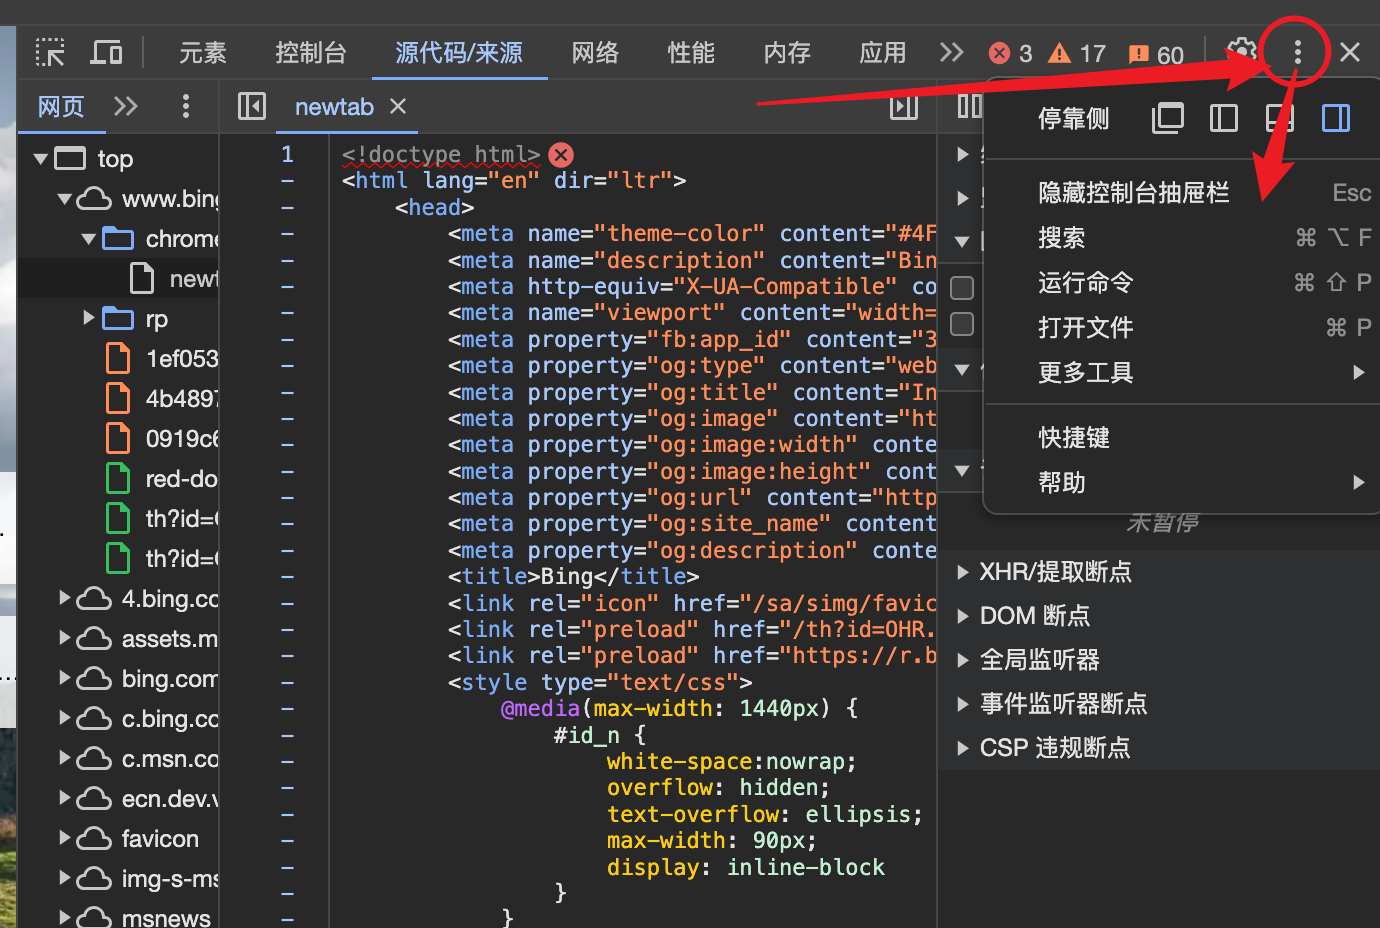 元素 控制台 源代码/来源 网络 性能 内存 应用 3 17 60
网页 newtab
停靠侧
隐藏控制台抽屉栏 Esc
搜索 ⌘ ⌥ F
运行命令 ⌘ ⇧ P
打开文件 ⌘ P
更多工具
快捷键
帮助
top
www.bing
chrome
newt
rp
1ef053
4b4897
0919c6
red-do
th?id=
th?id=
4.bing.co
assets.m
bing.com
c.bing.co
c.msn.co
ecn.dev.v
favicon
img-s-ms
msnews
1 <!doctype html>
<html lang="en" dir="ltr">
<head>
<meta name="theme-color" content="#4F
<meta name="description" content="Bin
<meta http-equiv="X-UA-Compatible" co
<meta name="viewport" content="width=
<meta property="fb:app_id" content="3
<meta property="og:type" content="web
<meta property="og:title" content="In
<meta property="og:image" content="ht
<meta property="og:image:width" conte
<meta property="og:image:height" cont
<meta property="og:url" content="http
<meta property="og:site_name" content
<meta property="og:description" conte
<title>Bing</title>
<link rel="icon" href="/sa/simg/favic
<link rel="preload" href="/th?id=OHR.
<link rel="preload" href="https://r.b
<style type="text/css">
@media(max-width: 1440px) {
#id_n {
white-space:nowrap;
overflow: hidden;
text-overflow: ellipsis;
max-width: 90px;
display: inline-block
}
}
未暂停
XHR/提取断点
DOM 断点
全局监听器
事件监听器断点
CSP 违规断点